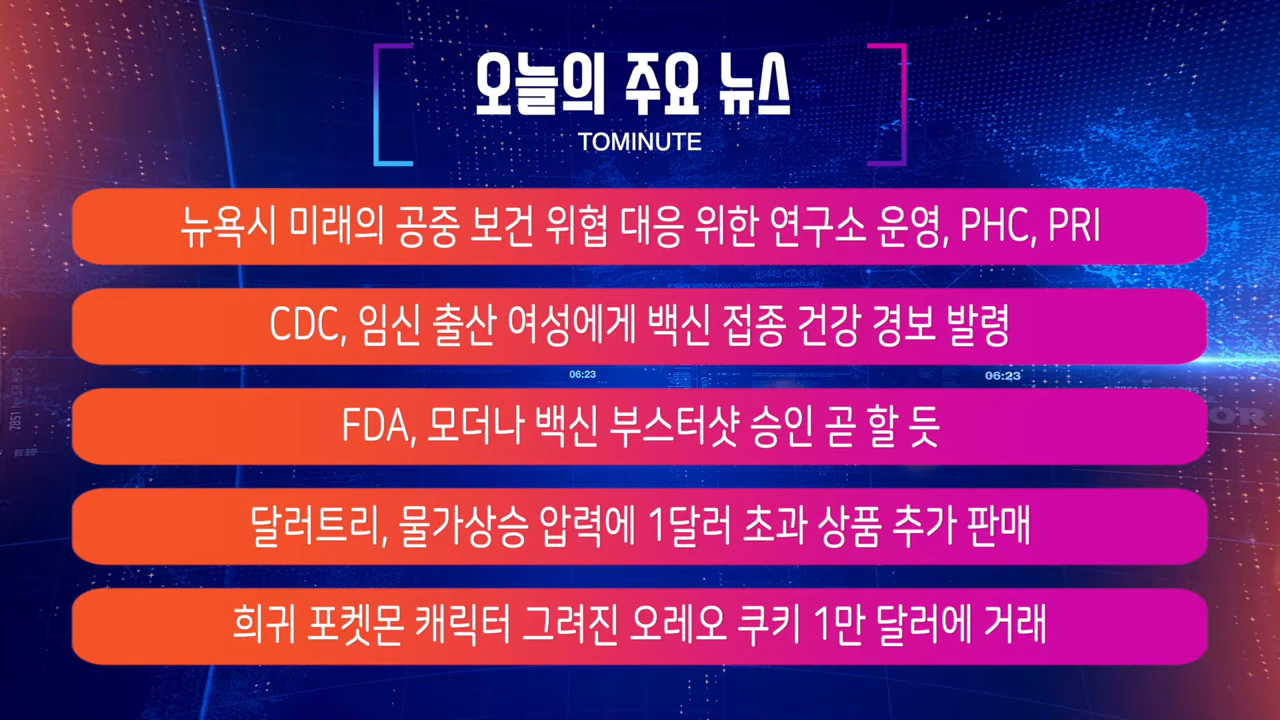 오늘의 주요 뉴스
TOMINUTE
뉴욕시 미래의 공중 보건 위협 대응 위한 연구소 운영, PHC, PRI
CDC, 임신 출산 여성에게 백신 접종 건강 경보 발령
06:23
06:23
FDA, 모더나 백신 부스터샷 승인 곧 할 듯
달러트리, 물가상승 압력에 1달러 초과 상품 추가 판매
희귀 포켓몬 캐릭터 그려진 오레오 쿠키 1만 달러에 거래